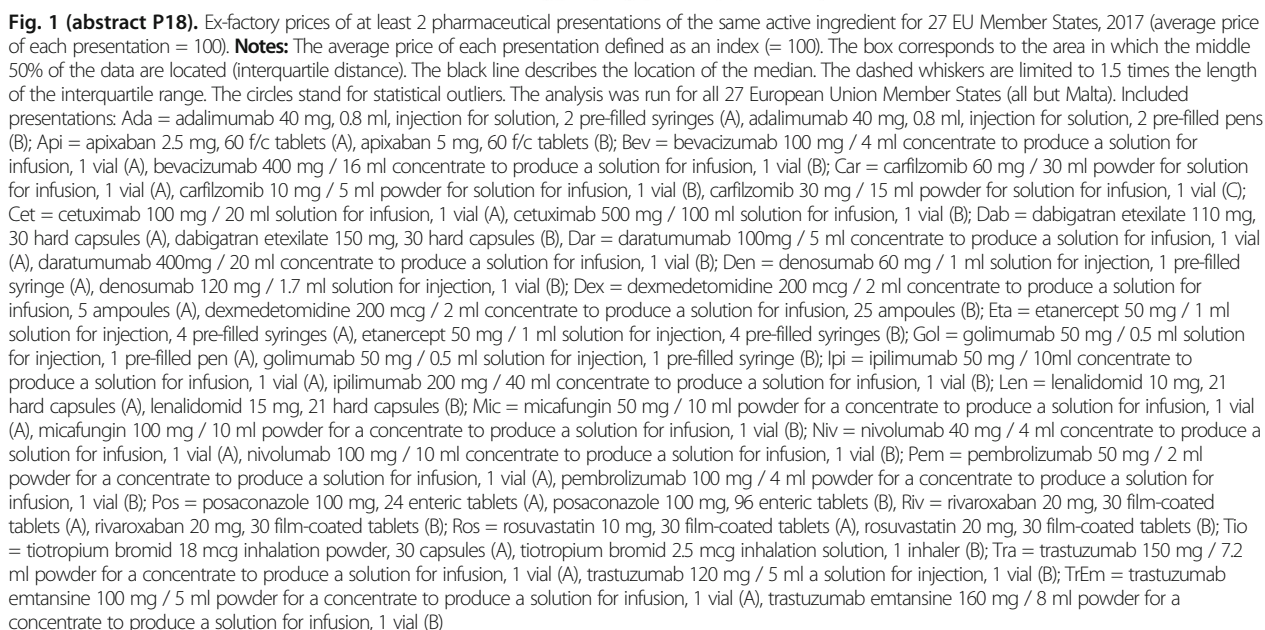 Fig. 1 (abstract P18). Ex-factory prices of at least 2 pharmaceutical presentations of the same active ingredient for 27 EU Member States, 2017 (average price
of each presentation = 100). Notes: The average price of each presentation defined as an index (= 100). The box corresponds to the area in which the middle
50% of the data are located (interquartile distance). The black line describes the location of the median. The dashed whiskers are limited to 1.5 times the length
of the interquartile range. The circles stand for statistical outliers. The analysis was run for all 27 European Union Member States (all but Malta). Included
presentations: Ada = adalimumab 40 mg, 0.8 ml, injection for solution, 2 pre-filled syringes (A), adalimumab 40 mg, 0.8 ml, injection for solution, 2 pre-filled pens
(B); Api = apixaban 2.5 mg, 60 f/c tablets (A), apixaban 5 mg, 60 f/c tablets (B); Bev = bevacizumab 100 mg / 4 ml concentrate to produce a solution for
infusion, 1 vial (A), bevacizumab 400 mg / 16 ml concentrate to produce a solution for infusion, 1 vial (B); Car = carfilzomib 60 mg / 30 ml powder for solution
for infusion, 1 vial (A), carfilzomib 10 mg / 5 ml powder for solution for infusion, 1 vial (B), carfilzomib 30 mg / 15 ml powder for solution for infusion, 1 vial (C);
Cet = cetuximab 100 mg / 20 ml solution for infusion, 1 vial (A), cetuximab 500 mg / 100 ml solution for infusion, 1 vial (B); Dab = dabigatran etexilate 110 mg,
30 hard capsules (A), dabigatran etexilate 150 mg, 30 hard capsules (B), Dar = daratumumab 100mg / 5 ml concentrate to produce a solution for infusion, 1 vial
(A), daratumumab 400mg / 20 ml concentrate to produce a solution for infusion, 1 vial (B); Den = denosumab 60 mg / 1 ml solution for injection, 1 pre-filled
syringe (A), denosumab 120 mg / 1.7 ml solution for injection, 1 vial (B); Dex = dexmedetomidine 200 mcg / 2 ml concentrate to produce a solution for
infusion, 5 ampoules (A), dexmedetomidine 200 mcg / 2 ml concentrate to produce a solution for infusion, 25 ampoules (B); Eta = etanercept 50 mg / 1 ml
solution for injection, 4 pre-filled syringes (A), etanercept 50 mg / 1 ml solution for injection, 4 pre-filled syringes (B); Gol = golimumab 50 mg / 0.5 ml solution
for injection, 1 pre-filled pen (A), golimumab 50 mg / 0.5 ml solution for injection, 1 pre-filled syringe (B); Ipi = ipilimumab 50 mg / 10ml concentrate to
produce a solution for infusion, 1 vial (A), ipilimumab 200 mg / 40 ml concentrate to produce a solution for infusion, 1 vial (B); Len = lenalidomid 10 mg, 21
hard capsules (A), lenalidomid 15 mg, 21 hard capsules (B); Mic = micafungin 50 mg / 10 ml powder for a concentrate to produce a solution for infusion, 1 vial
(A), micafungin 100 mg / 10 ml powder for a concentrate to produce a solution for infusion, 1 vial (B); Niv = nivolumab 40 mg / 4 ml concentrate to produce a
solution for infusion, 1 vial (A), nivolumab 100 mg / 10 ml concentrate to produce a solution for infusion, 1 vial (B); Pem = pembrolizumab 50 mg / 2 ml
powder for a concentrate to produce a solution for infusion, 1 vial (A), pembrolizumab 100 mg / 4 ml powder for a concentrate to produce a solution for
infusion, 1 vial (B); Pos = posaconazole 100 mg, 24 enteric tablets (A), posaconazole 100 mg, 96 enteric tablets (B), Riv = rivaroxaban 20 mg, 30 film-coated
tablets (A), rivaroxaban 20 mg, 30 film-coated tablets (B); Ros = rosuvastatin 10 mg, 30 film-coated tablets (A), rosuvastatin 20 mg, 30 film-coated tablets (B); Tio
= tiotropium bromid 18 mcg inhalation powder, 30 capsules (A), tiotropium bromid 2.5 mcg inhalation solution, 1 inhaler (B); Tra = trastuzumab 150 mg / 7.2
ml powder for a concentrate to produce a solution for infusion, 1 vial (A), trastuzumab 120 mg / 5 ml a solution for injection, 1 vial (B); TrEm = trastuzumab
emtansine 100 mg / 5 ml powder for a concentrate to produce a solution for infusion, 1 vial (A), trastuzumab emtansine 160 mg / 8 ml powder for a
concentrate to produce a solution for infusion, 1 vial (B)